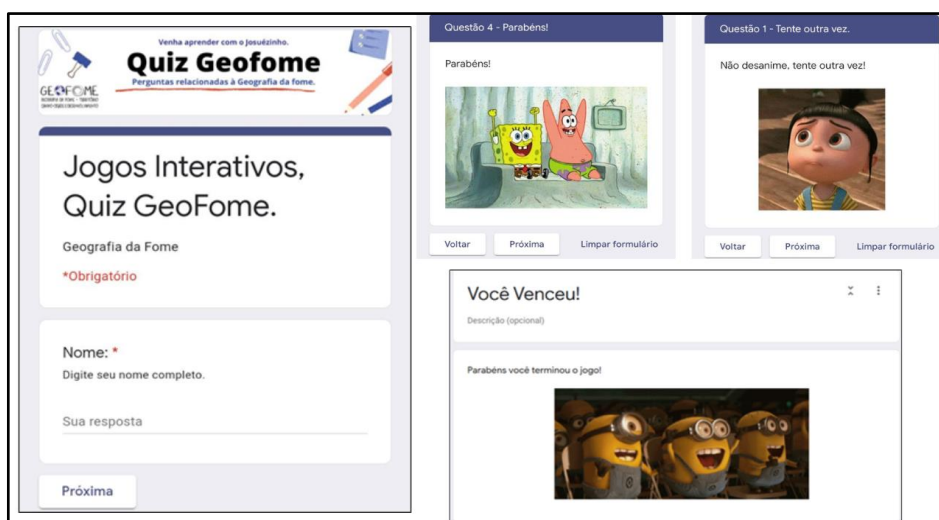 Venha aprender com o Josuézinho.
Quiz Geofome
Perguntas relacionadas à Geografia da fome.
GEOFOME
Jogos Interativos,
Quiz GeoFome.
Geografia da Fome
*Obrigatório
Nome: *
Digite seu nome completo.
Sua resposta
Próxima
Questão 4 - Parabéns!
Parabéns!
Voltar Próxima Limpar formulário
Questão 1 - Tente outra vez.
Não desanime, tente outra vez!
Voltar Próxima Limpar formulário
Você Venceu!
Descrição (opcional)
Parabéns você terminou o jogo!